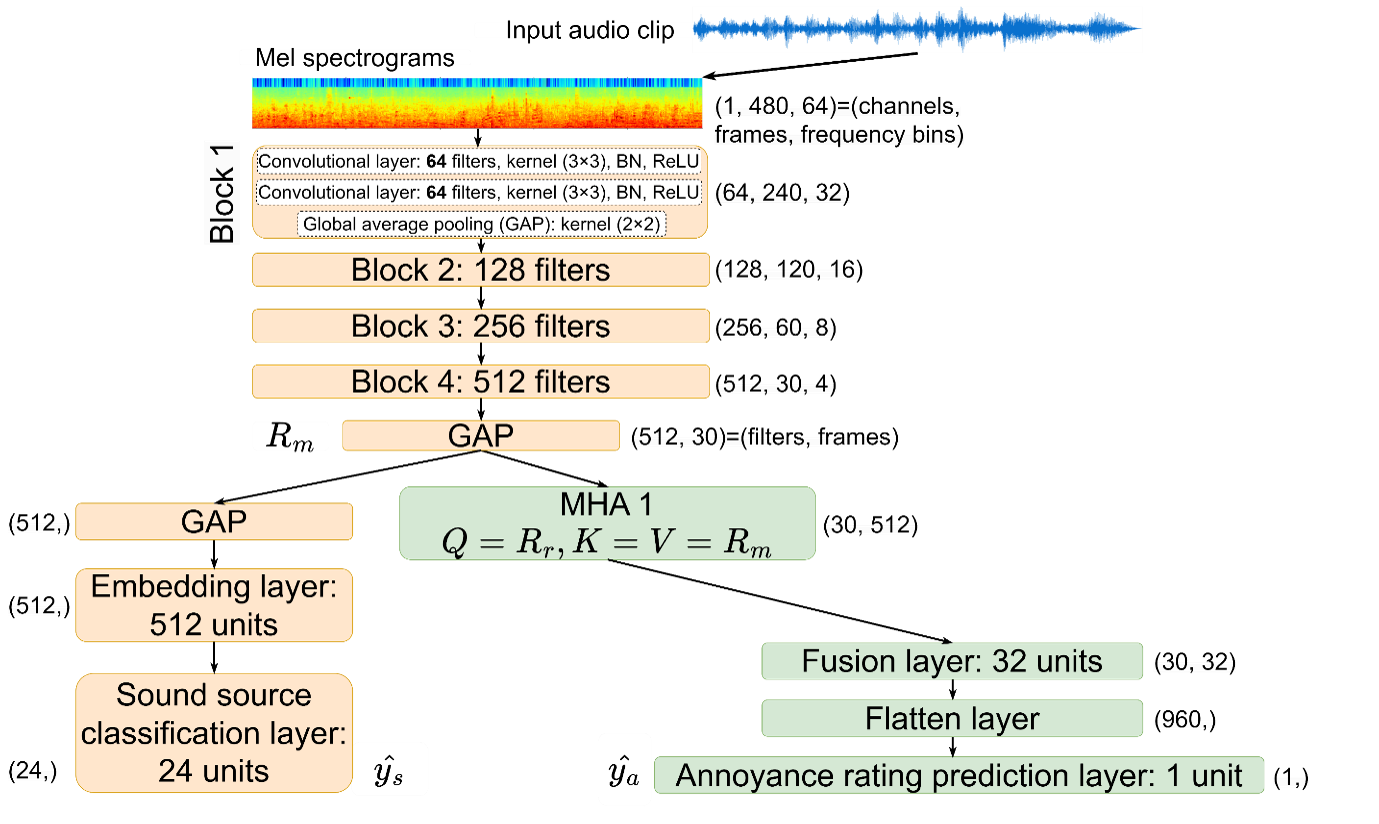 Input audio clip
Mel spectrograms
(1, 480, 64)=(channels,
frames, frequency bins)
Block 1
Convolutional layer: 64 filters, kernel (3×3), BN, ReLU
Convolutional layer: 64 filters, kernel (3×3), BN, ReLU
(64, 240, 32)
Global average pooling (GAP): kernel (2×2)
Block 2: 128 filters
(128, 120, 16)
Block 3: 256 filters
(256, 60, 8)
Block 4: 512 filters
(512, 30, 4)
R_m
GAP
(512, 30)=(filters, frames)
(512,)
GAP
MHA 1
Q = R_r, K = V = R_m
(30, 512)
(512,)
Embedding layer:
512 units
Fusion layer: 32 units
(30, 32)
Sound source
classification layer:
24 units
(24,)
ŷ_s
Flatten layer
(960,)
ŷ_a
Annoyance rating prediction layer: 1 unit
(1,)